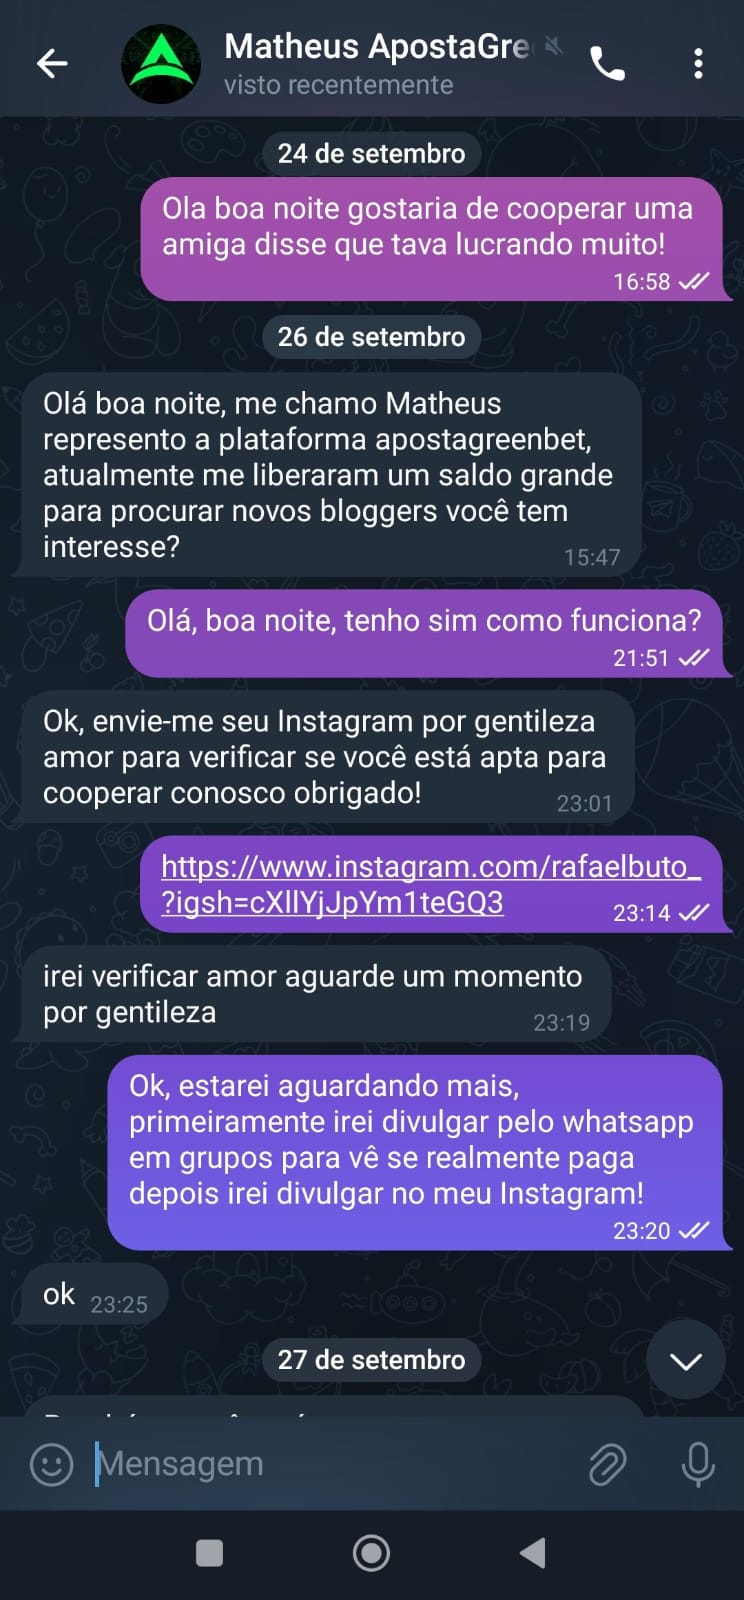 Matheus ApostaGre
visto recentemente
24 de setembro
Ola boa noite gostaria de cooperar uma
amiga disse que tava lucrando muito!
16:58
26 de setembro
Olá boa noite, me chamo Matheus
represento a plataforma apostagreenbet,
atualmente me liberaram um saldo grande
para procurar novos bloggers você tem
interesse?
15:47
Olá, boa noite, tenho sim como funciona?
21:51
Ok, envie-me seu Instagram por gentileza
amor para verificar se você está apta para
cooperar conosco obrigado!
23:01
https://www.instagram.com/rafaelbuto_
?igsh=cXllYjJpYm1teGQ3
23:14
irei verificar amor aguarde um momento
por gentileza
23:19
Ok, estarei aguardando mais,
primeiramente irei divulgar pelo whatsapp
em grupos para vê se realmente paga
depois irei divulgar no meu Instagram!
23:20
ok 23:25
27 de setembro
Mensagem